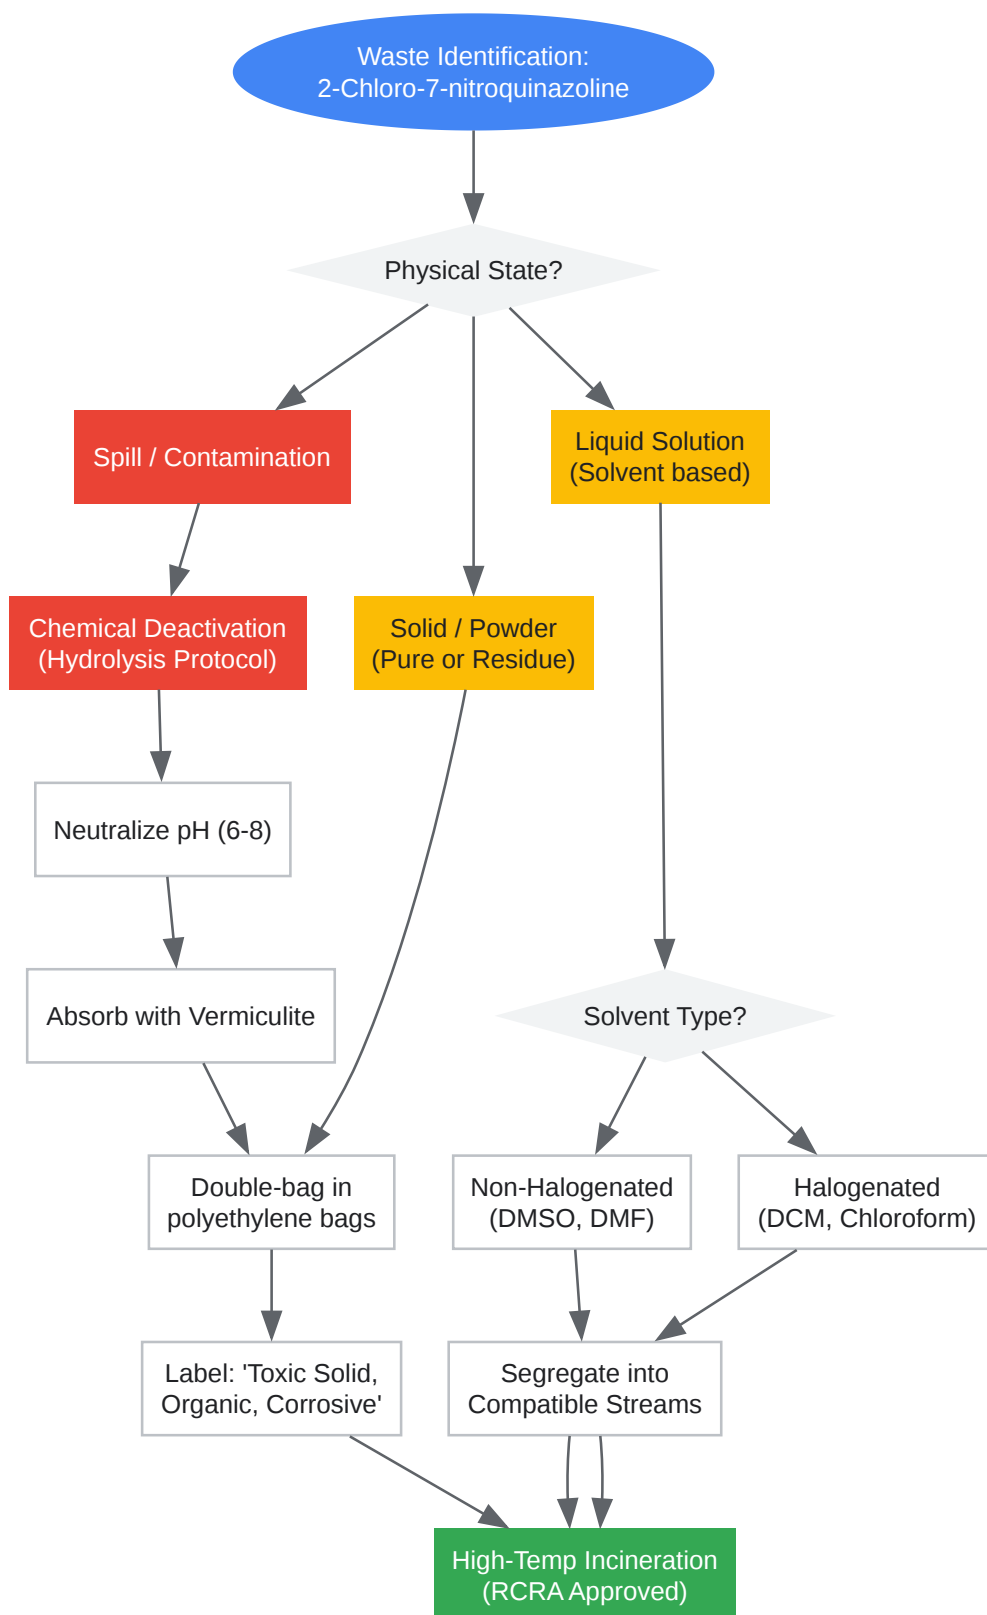 Waste Identification:
2-Chloro-7-nitroquinazoline
Physical State?
Spill / Contamination
Liquid Solution
(Solvent based)
Chemical Deactivation
(Hydrolysis Protocol)
Solid / Powder
(Pure or Residue)
Neutralize pH (6-8)
Absorb with Vermiculite
Solvent Type?
Double-bag in
polyethylene bags
Non-Halogenated
(DMSO, DMF)
Halogenated
(DCM, Chloroform)
Label: 'Toxic Solid,
Organic, Corrosive'
Segregate into
Compatible Streams
High-Temp Incineration
(RCRA Approved)